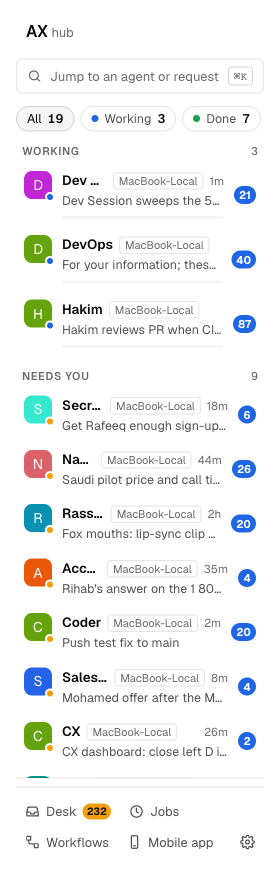 AX hub
Jump to an agent or request ⌘K
All 19 Working 3 Done 7
WORKING 3
D Dev ... MacBook-Local 1m
Dev Session sweeps the 5... 21
D DevOps MacBook-Local
For your information; thes... 40
H Hakim MacBook-Local
Hakim reviews PR when CI... 87
NEEDS YOU 9
S Secr... MacBook-Local 18m
Get Rafeeq enough sign-up... 6
N Na... MacBook-Local 44m
Saudi pilot price and call ti... 26
R Rass... MacBook-Local 2h
Fox mouths: lip-sync clip ... 20
A Acc... MacBook-Local 35m
Rihab's answer on the 1 80... 4
C Coder MacBook-Local 2m
Push test fix to main 20
S Sales... MacBook-Local 8m
Mohamed offer after the M... 4
C CX MacBook-Local 26m
CX dashboard: close left D i... 2
Desk 232 Jobs
Workflows Mobile app